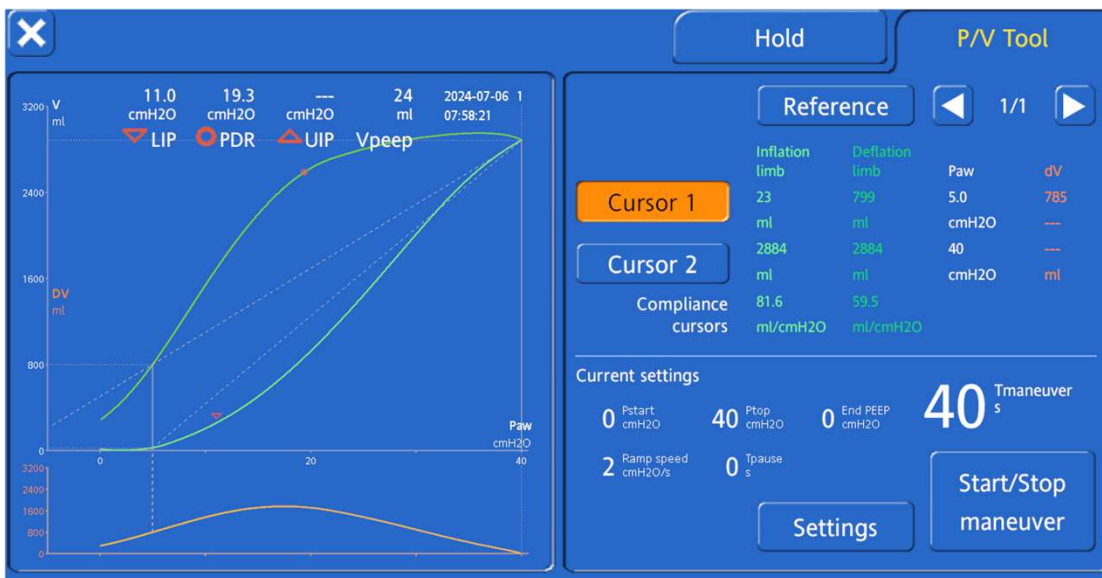 Hold
P/V Tool
3200 V
ml
11.0 19.3 --- 24
cmH2O cmH2O cmH2O ml
LIP PDR UIP Vpeep
2024-07-06 1
07:58:21
2400
1600
DV
ml
800
0
Paw
cmH2O
0 20 40
3200
2400
1600
800
0
Reference 1/1
Inflation limb Deflation limb Paw dV
Cursor 1
23 799 5.0 785
ml ml cmH2O ---
Cursor 2
2884 2884 40 ---
ml ml cmH2O ml
Compliance cursors
81.6 59.5
ml/cmH2O ml/cmH2O
Current settings
0 Pstart cmH2O
40 Ptop cmH2O
0 End PEEP cmH2O
40 Tmaneuver s
2 Ramp speed cmH2O/s
0 Tpause s
Settings
Start/Stop
maneuver